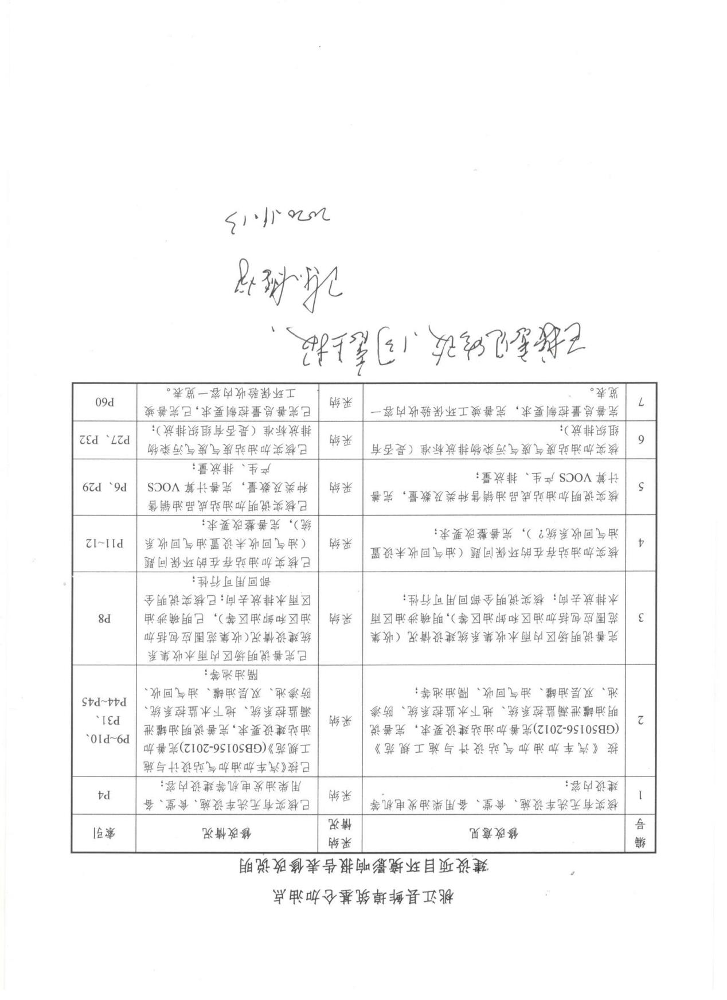 桃江县鲊埠筑基仑加油点
建设项目环境影响报告表修改说明
编号
修改意见
采纳情况
修改情况
索引
1
核实有无洗车设施、食堂、备用柴油发电机等
建设内容；
采纳
已核实有无洗车设施、食堂、备
用柴油发电机等建设内容；
P4
2
按《汽车加油加气站设计与施工规范》
(GB50156-2012)完善加油站建设要求，完善说
明油罐泄漏监控系统、地下水监控系统、防渗
池、双层油罐、油气回收、隔油池等；
采纳
已按《汽车加油加气站设计与施
工规范》(GB50156-2012)完善加
油站建设要求，完善说明油罐泄
漏监控系统、地下水监控系统、
防渗池、双层油罐、油气回收、
隔油池等；
P9~P10、
P31、
P44~P45
3
完善说明场区内雨水收集系统建设情况（收集
范围应包括加油区和卸油区等），明确涉油区雨
水排放去向；核实说明全部回用可行性；
采纳
已完善说明场区内雨水收集系
统建设情况（收集范围应包括加
油区和卸油区等），已明确涉油
区雨水排放去向；已核实说明全
部回用可行性；
P8
4
核实加油站存在的环保问题（油气回收未设置
油气回收系统？），完善整改要求；
采纳
已核实加油站存在的环保问题
（油气回收未设置油气回收系
统），完善整改要求；
P11~12
5
核实说明加油站成品油销售种类及数量，完善
计算 VOCS 产生、排放量；
采纳
已核实说明加油站成品油销售
种类及数量，完善计算 VOCS
产生、排放量；
P6、P29
6
核实加油站废气废气污染物排放标准（是否有
组织排放）；
采纳
已核实加油站废气废气污染物
排放标准（是否有组织排放）；
P27、P32
7
完善总量控制要求，完善竣工环保验收内容一
览表。
采纳
已完善总量控制要求，已完善竣
工环保验收内容一览表。
P60
已按意见修改，同意上报。
2020.11.13